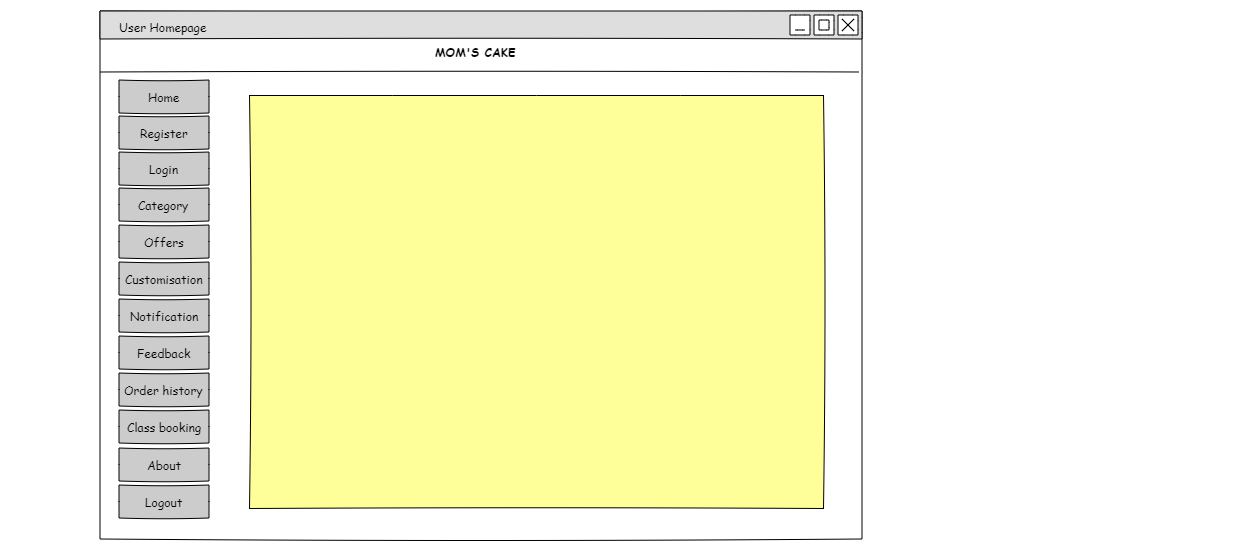 User Homepage
MOM'S CAKE
Home
Register
Login
Category
Offers
Customisation
Notification
Feedback
Order history
Class booking
About
Logout